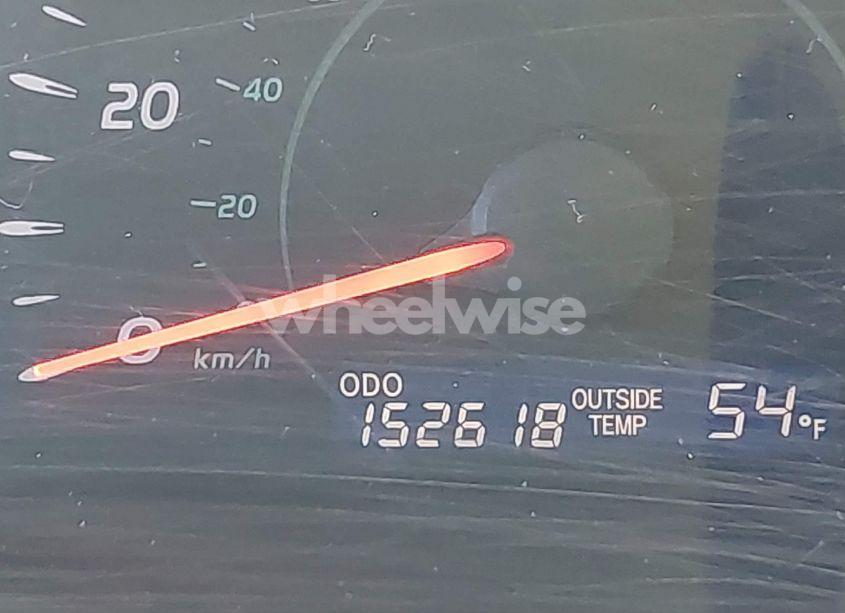 20
40
20
0
km/h
wheelwise
ODO
152618
OUTSIDE
TEMP
54°F